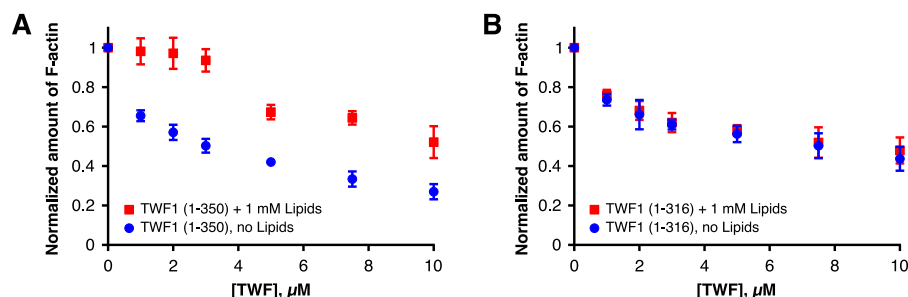 A
Normalized amount of F-actin
1
0.8
0.6
0.4
0.2
0
TWF1 (1-350) + 1 mM Lipids
TWF1 (1-350), no Lipids
0 2 4 6 8 10
[TWF], μM
B
Normalized amount of F-actin
1
0.8
0.6
0.4
0.2
0
TWF1 (1-316) + 1 mM Lipids
TWF1 (1-316), no Lipids
0 2 4 6 8 10
[TWF], μM